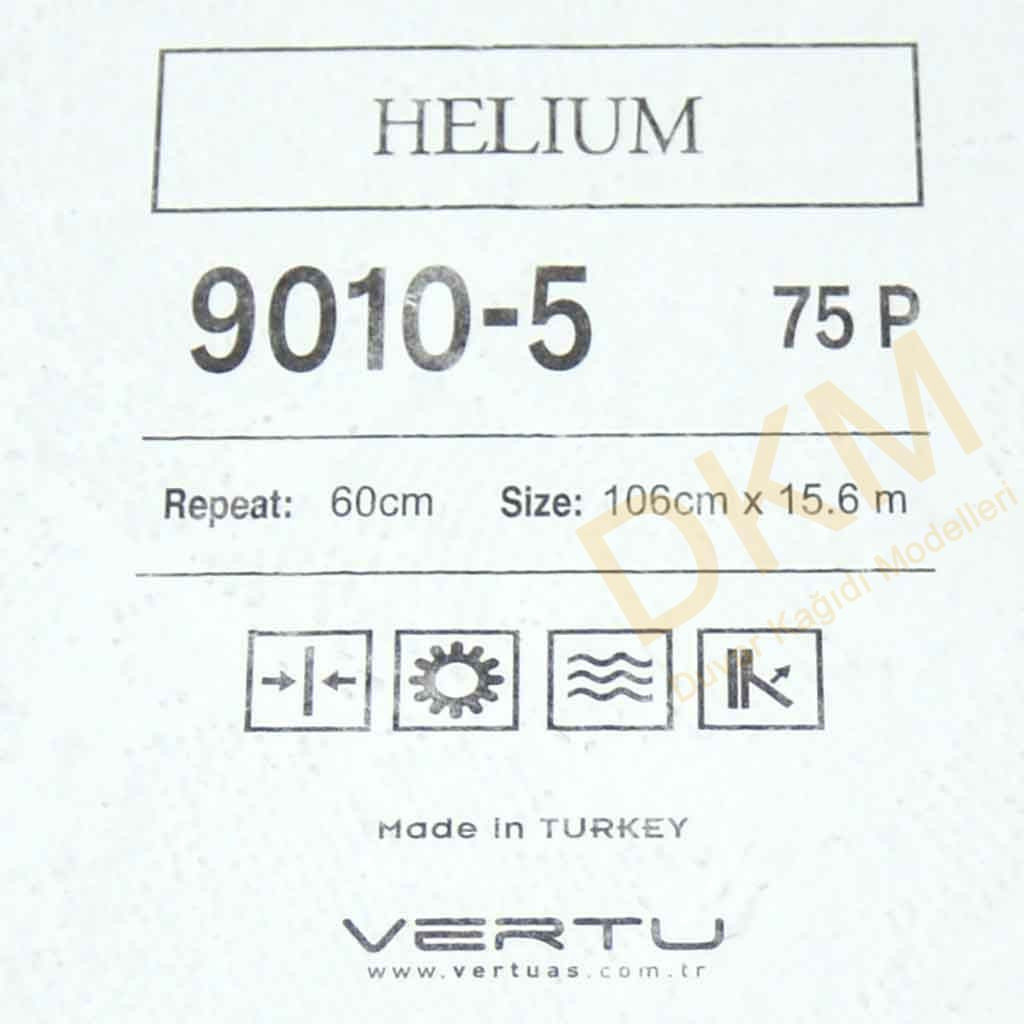 HELIUM
9010-5 75 P
Repeat: 60cm Size: 106cm x 15.6 m
Made in TURKEY
VERTU
www.vertuas.com.tr
DKM
Duvar Kağıdı Modelleri